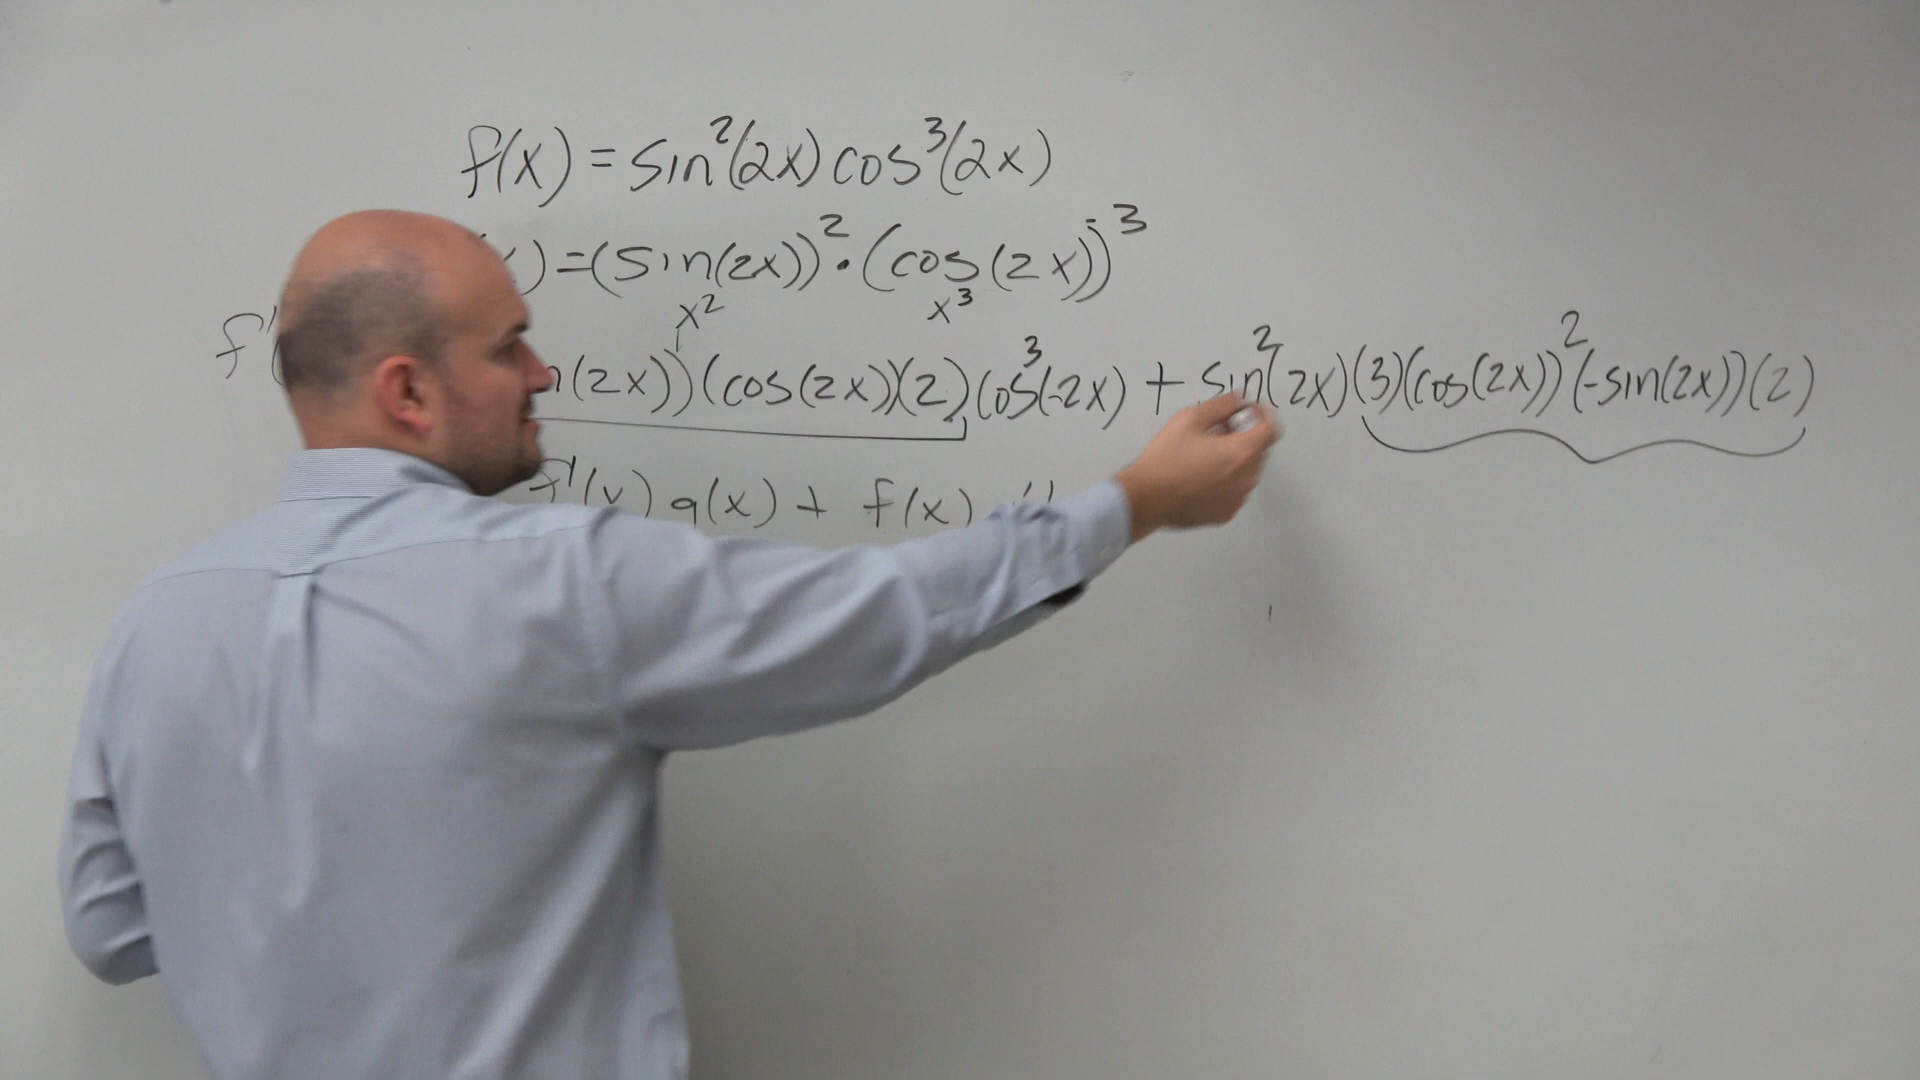 f(x) = sin²(2x) cos³(2x)
) = (sin(2x))² · (cos(2x))³
x² x³
f' (2x))(cos(2x))(2) cos³(2x) + sin²(2x)(3)(cos(2x))²(-sin(2x))(2)
f'(x) g(x) + f(x)